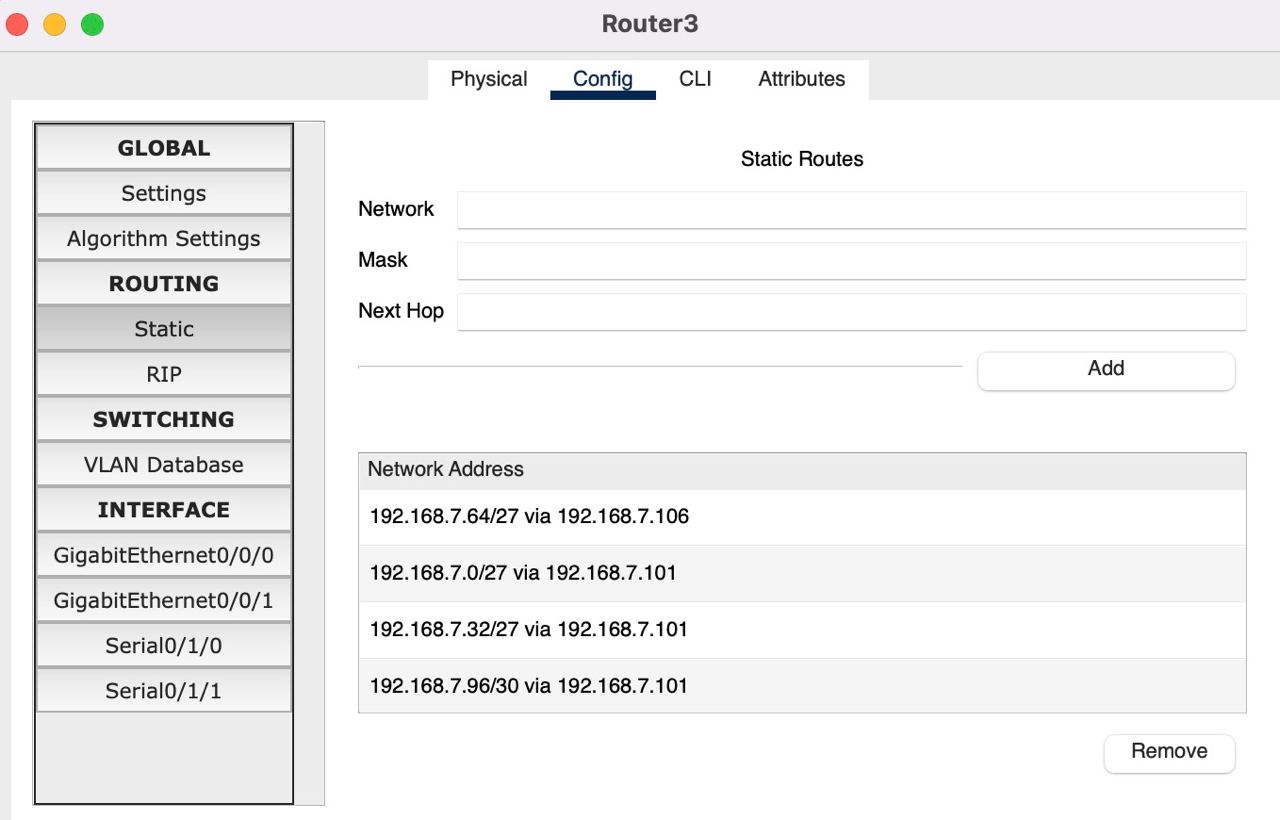 Router3
Physical Config CLI Attributes
GLOBAL
Settings
Algorithm Settings
ROUTING
Static
RIP
SWITCHING
VLAN Database
INTERFACE
GigabitEthernet0/0/0
GigabitEthernet0/0/1
Serial0/1/0
Serial0/1/1
Static Routes
Network
Mask
Next Hop
Add
Network Address
192.168.7.64/27 via 192.168.7.106
192.168.7.0/27 via 192.168.7.101
192.168.7.32/27 via 192.168.7.101
192.168.7.96/30 via 192.168.7.101
Remove